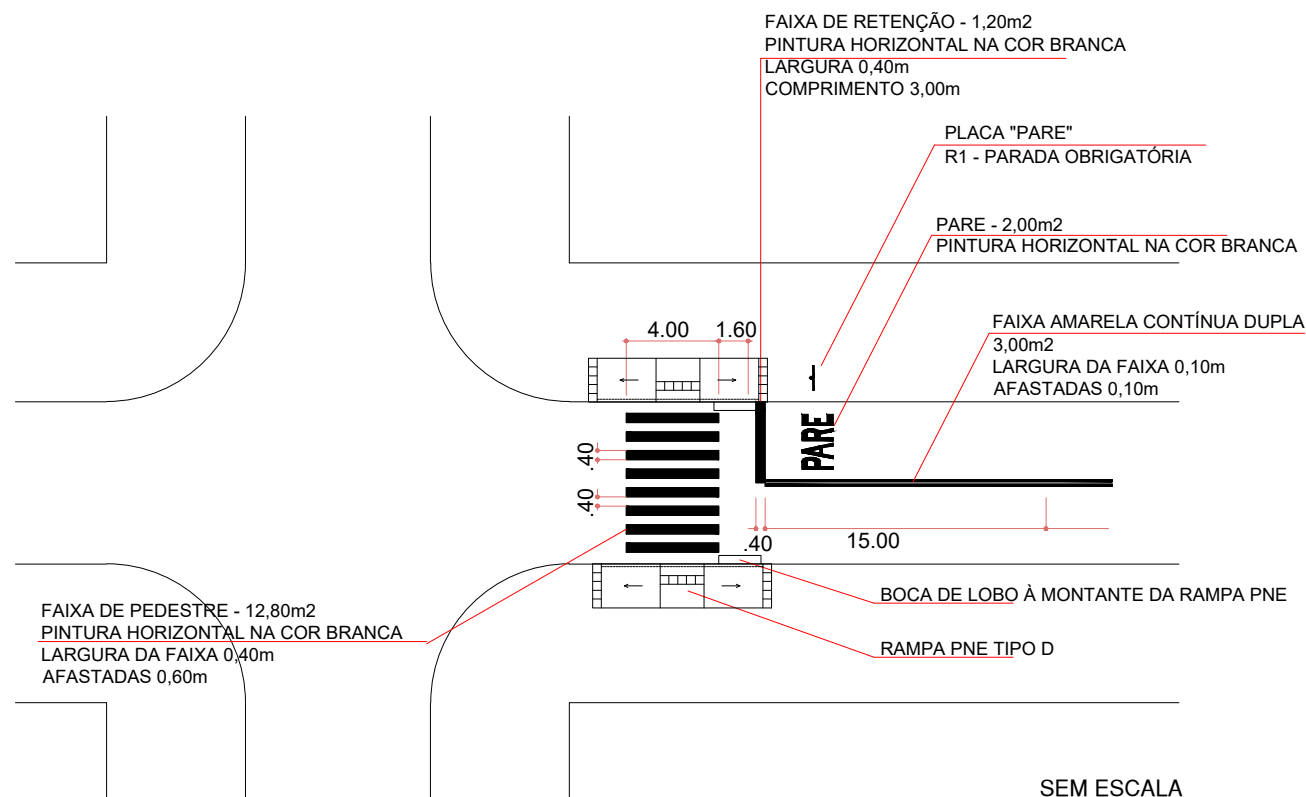 FAIXA DE RETENÇÃO - 1,20m2
PINTURA HORIZONTAL NA COR BRANCA
LARGURA 0,40m
COMPRIMENTO 3,00m
PLACA "PARE"
R1 - PARADA OBRIGATÓRIA
PARE - 2,00m2
PINTURA HORIZONTAL NA COR BRANCA
FAIXA AMARELA CONTÍNUA DUPLA
3,00m2
LARGURA DA FAIXA 0,10m
AFASTADAS 0,10m
4.00
1.60
PARE
.40
.40
.40
15.00
BOCA DE LOBO À MONTANTE DA RAMPA PNE
RAMPA PNE TIPO D
FAIXA DE PEDESTRE - 12,80m2
PINTURA HORIZONTAL NA COR BRANCA
LARGURA DA FAIXA 0,40m
AFASTADAS 0,60m
SEM ESCALA